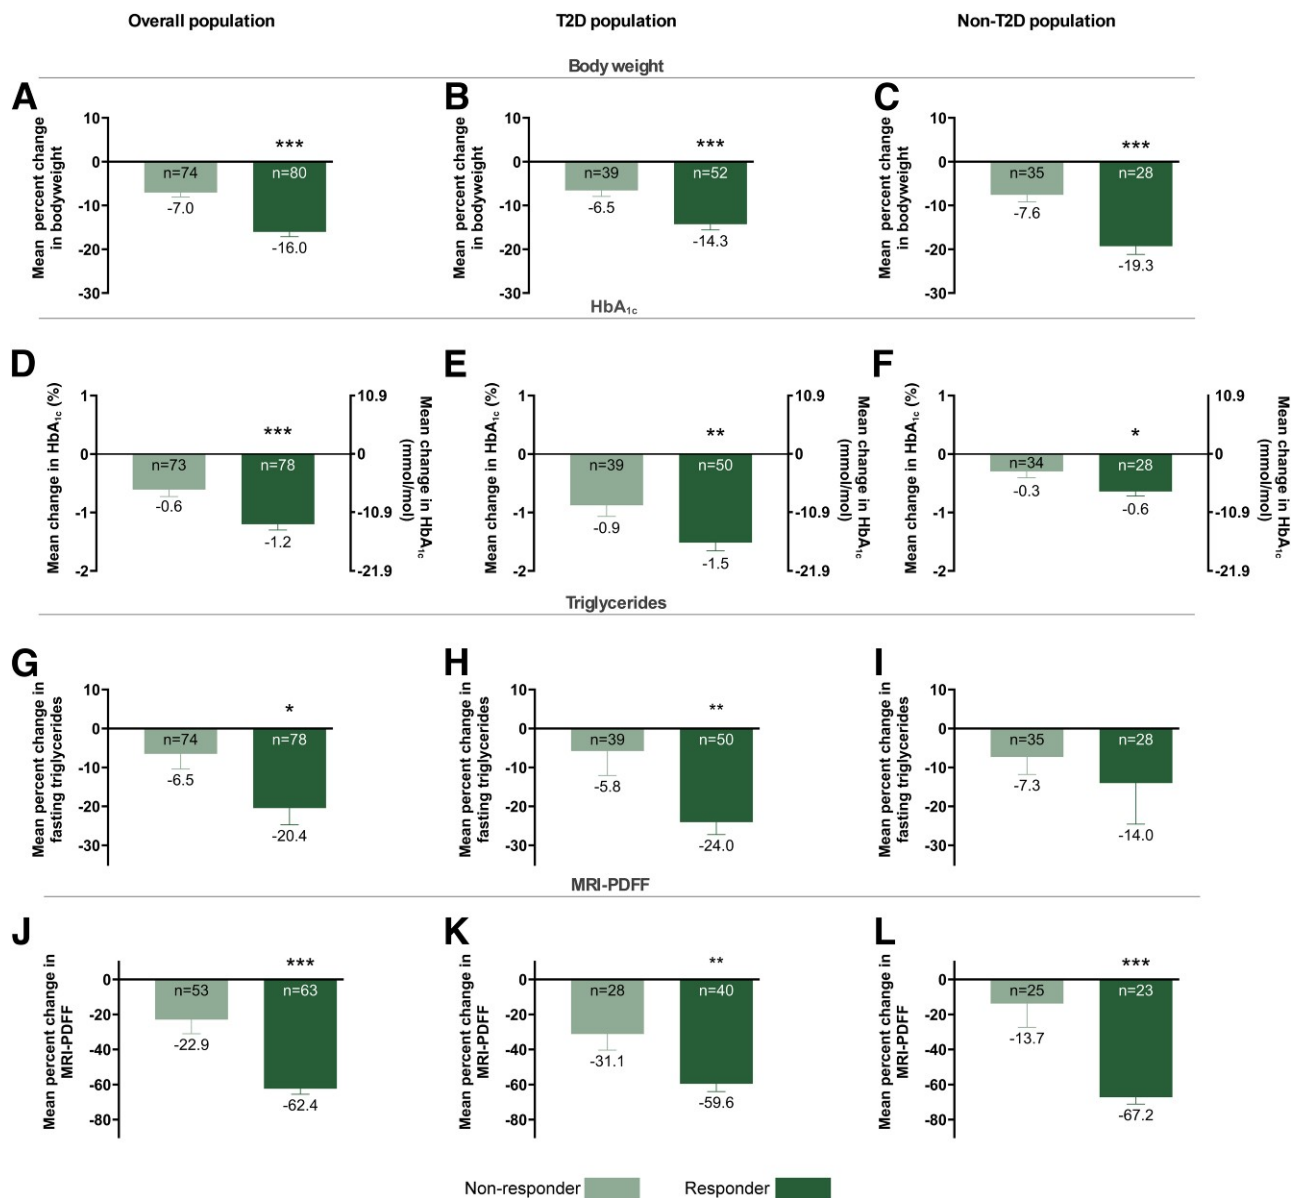 Overall population
T2D population
Non-T2D population
Body weight
A
Mean percent change
in bodyweight
10
0
-10
-20
-30
n=74
-7.0
***
n=80
-16.0
B
Mean percent change
in bodyweight
10
0
-10
-20
-30
n=39
-6.5
***
n=52
-14.3
C
Mean percent change
in bodyweight
10
0
-10
-20
-30
n=35
-7.6
***
n=28
-19.3
HbA1c
D
Mean change in HbA1c (%)
1
0
-1
-2
n=73
-0.6
***
n=78
-1.2
10.9
0
-10.9
-21.9
Mean change in HbA1c
(mmol/mol)
E
Mean change in HbA1c (%)
1
0
-1
-2
n=39
-0.9
**
n=50
-1.5
10.9
0
-10.9
-21.9
Mean change in HbA1c
(mmol/mol)
F
Mean change in HbA1c (%)
1
0
-1
-2
n=34
-0.3
*
n=28
-0.6
10.9
0
-10.9
-21.9
Mean change in HbA1c
(mmol/mol)
Triglycerides
G
Mean percent change in
fasting triglycerides
10
0
-10
-20
-30
n=74
-6.5
*
n=78
-20.4
H
Mean percent change in
fasting triglycerides
10
0
-10
-20
-30
n=39
-5.8
**
n=50
-24.0
I
Mean percent change in
fasting triglycerides
10
0
-10
-20
-30
n=35
-7.3
n=28
-14.0
MRI-PDFF
J
Mean percent change in
MRI-PDFF
0
-20
-40
-60
-80
n=53
-22.9
***
n=63
-62.4
K
Mean percent change in
MRI-PDFF
0
-20
-40
-60
-80
n=28
-31.1
**
n=40
-59.6
L
Mean percent change in
MRI-PDFF
0
-20
-40
-60
-80
n=25
-13.7
***
n=23
-67.2
Non-responder
Responder